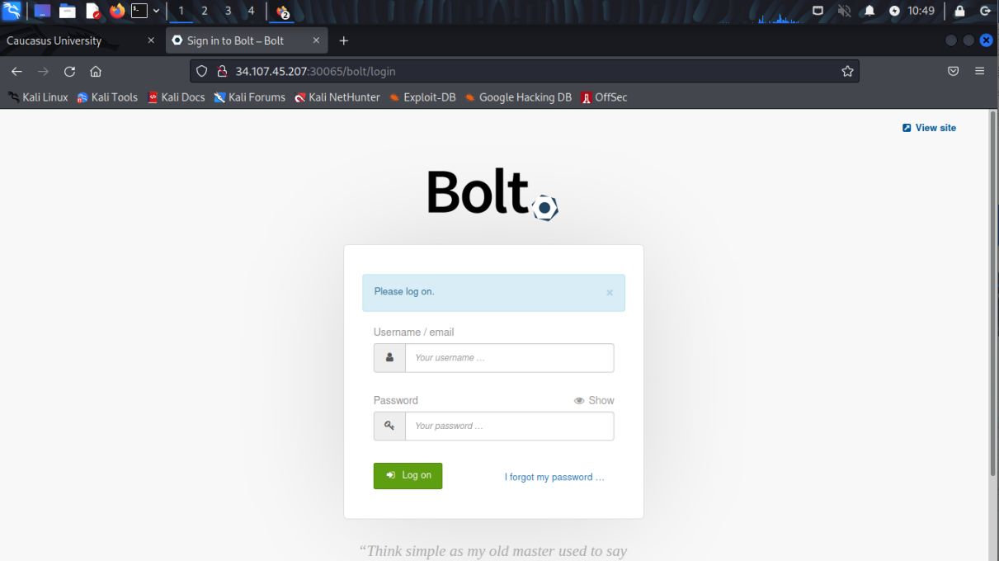 1 2 3 4 2 10:49
Caucasus University × Sign in to Bolt – Bolt × +
34.107.45.207:30065/bolt/login
Kali Linux Kali Tools Kali Docs Kali Forums Kali NetHunter Exploit-DB Google Hacking DB OffSec
View site
Bolt
Please log on. ×
Username / email
Your username ...
Password Show
Your password ...
Log on I forgot my password ...
“Think simple as my old master used to say